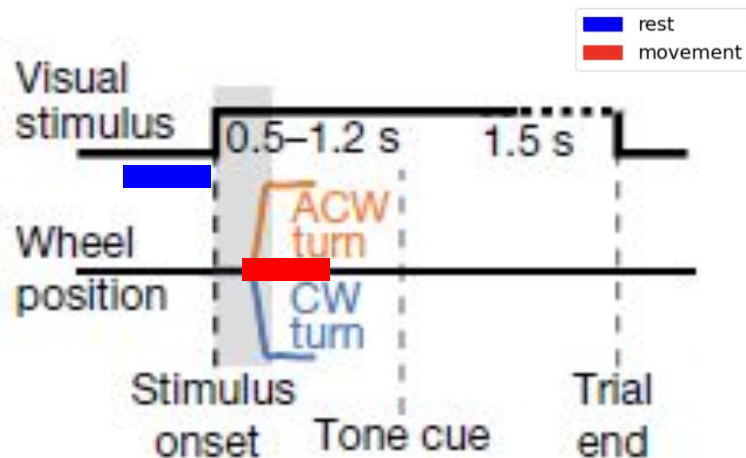 rest
movement
Visual
stimulus
0.5–1.2 s
1.5 s
ACW
turn
Wheel
position
CW
turn
Stimulus
onset
Tone cue
Trial
end